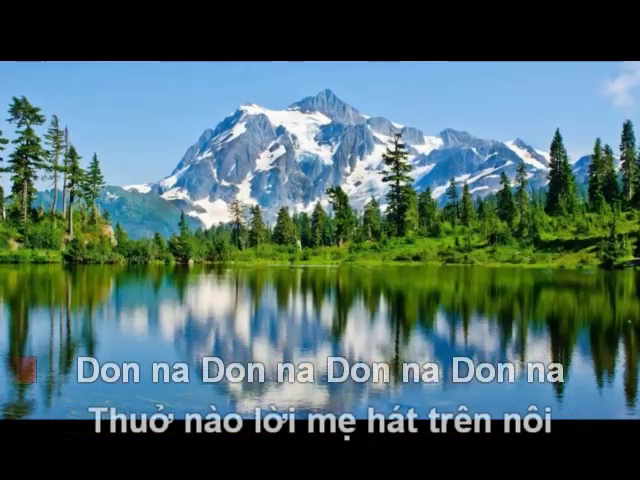 Don na Don na Don na Don na
Thuở nào lời mẹ hát trên nôi